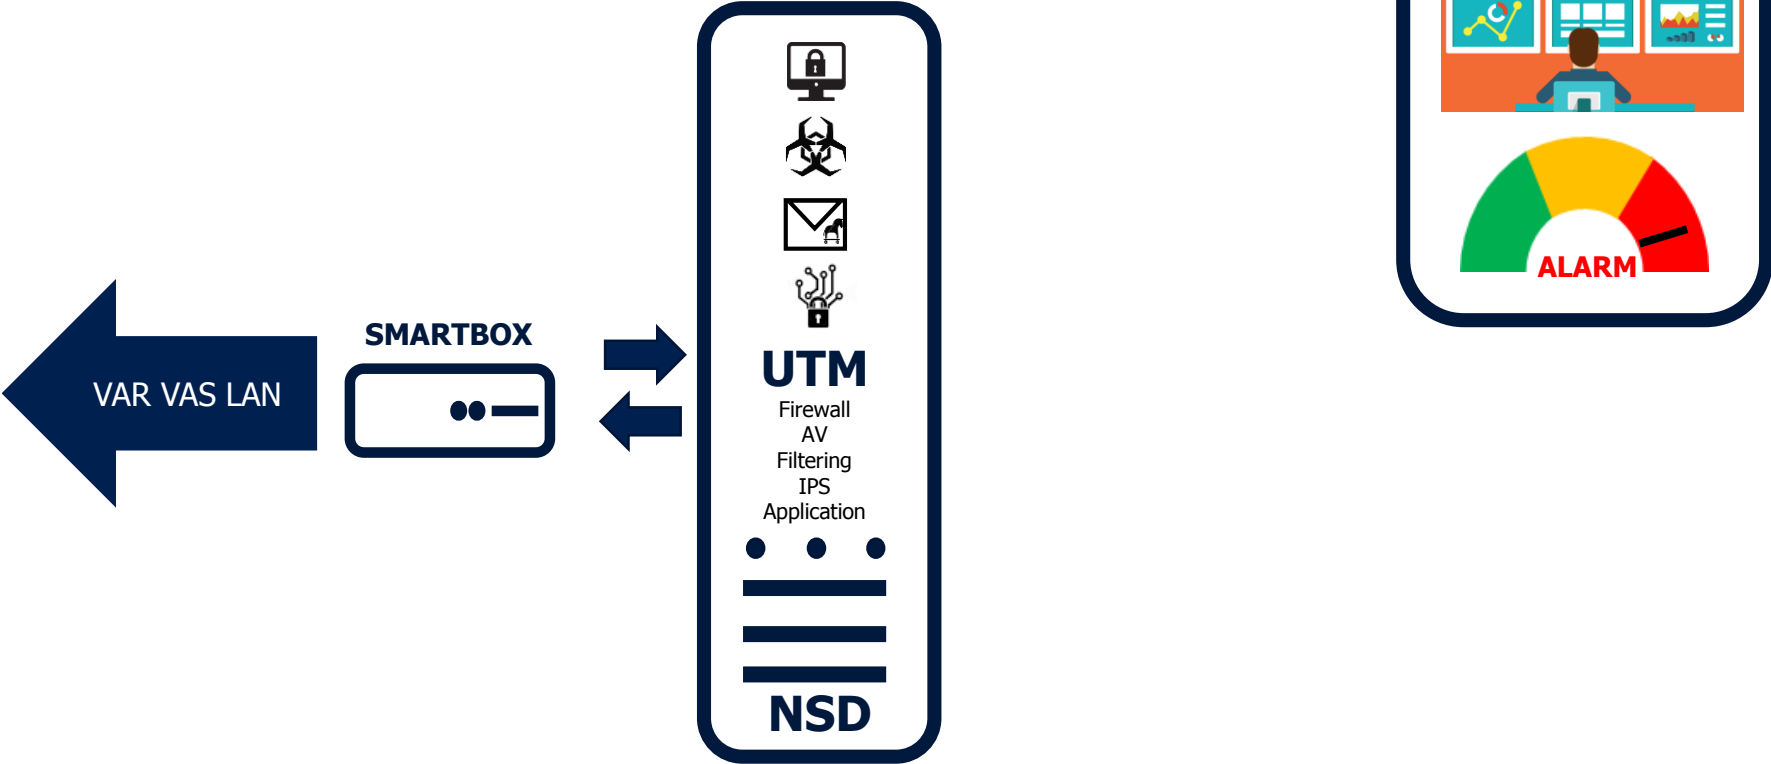 ALARM
SMARTBOX
VAR VAS LAN
UTM
Firewall
AV
Filtering
IPS
Application
NSD